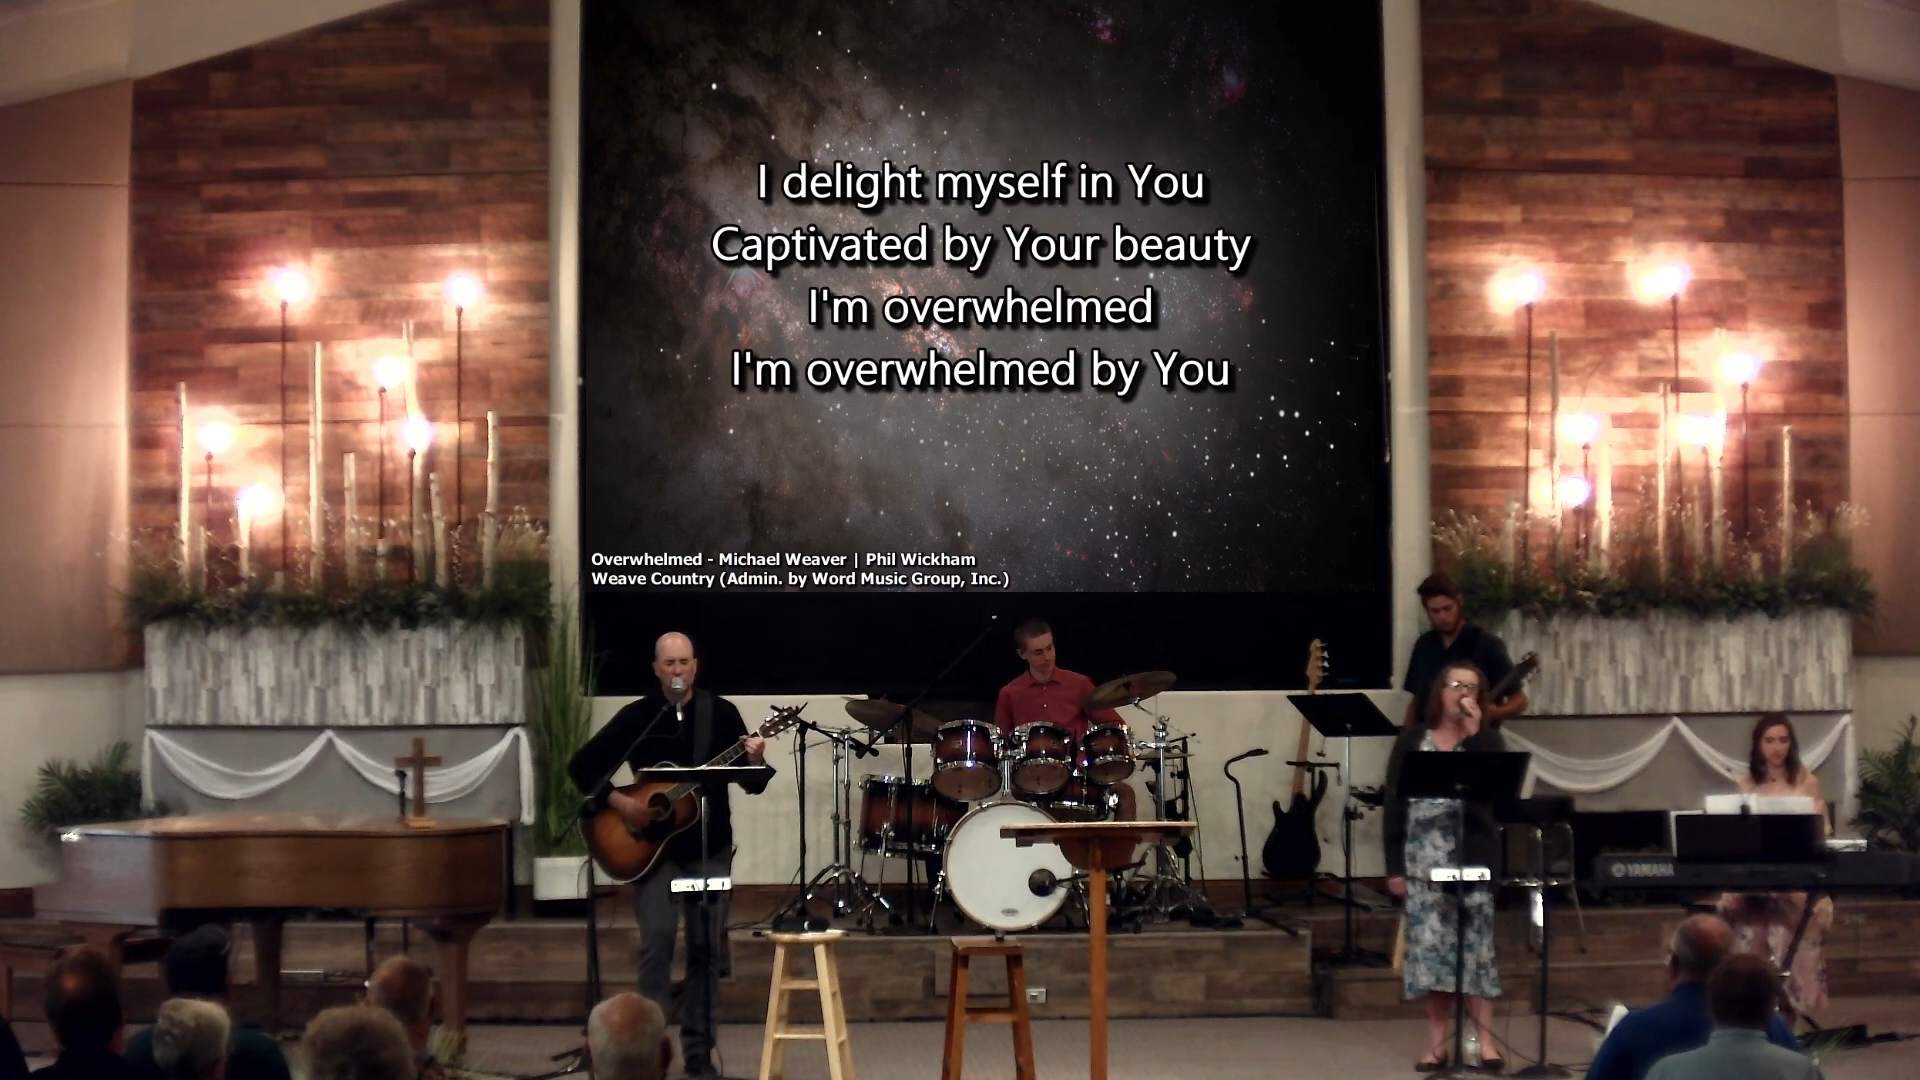 I delight myself in You
Captivated by Your beauty
I'm overwhelmed
I'm overwhelmed by You
Overwhelmed - Michael Weaver | Phil Wickham
Weave Country (Admin. by Word Music Group, Inc.)
YAMAHA